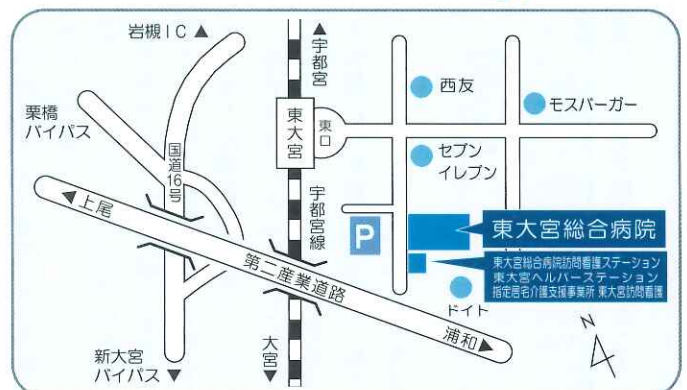 岩槻IC▲
▲宇都宮
西友
モスバーガー
栗橋
バイパス
国道16号
東大宮
東口
セブン
イレブン
宇都宮線
P
東大宮総合病院
東大宮総合病院訪問看護ステーション
東大宮ヘルパーステーション
指定居宅介護支援事業所 東大宮訪問看護
◀上尾
第二産業道路
ドイト
浦和▶
N
新大宮
バイパス▼
大宮▼